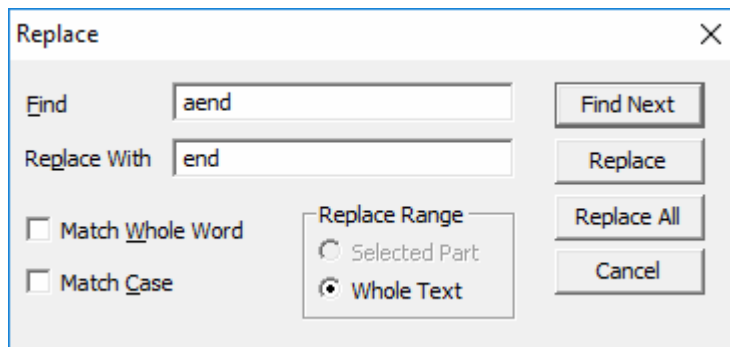 Replace
Find
aend
Find Next
Replace With
end
Replace
Match Whole Word
Match Case
Replace Range
Selected Part
Whole Text
Replace All
Cancel